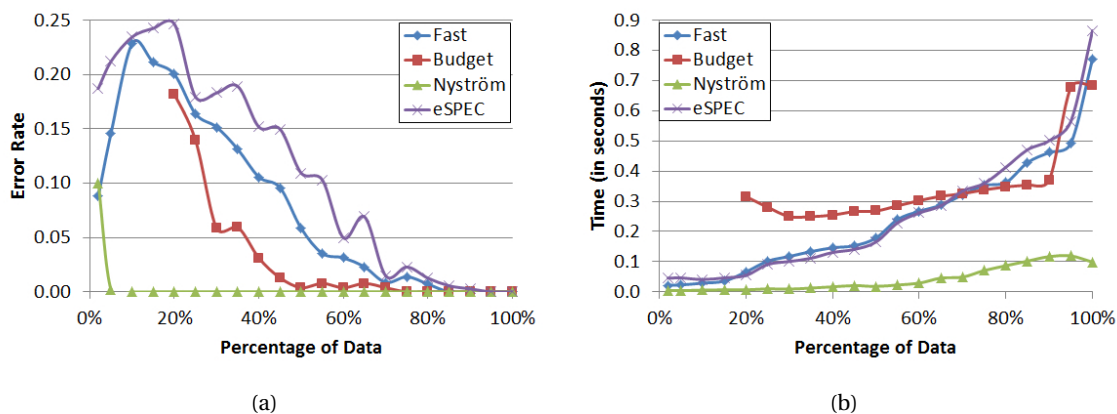 0.25
0.20
0.15
0.10
0.05
0.00
Error Rate
0% 20% 40% 60% 80% 100%
Percentage of Data
Fast
Budget
Nyström
eSPEC
(a)
0.9
0.8
0.7
0.6
0.5
0.4
0.3
0.2
0.1
0.0
Time (in seconds)
0% 20% 40% 60% 80% 100%
Percentage of Data
Fast
Budget
Nyström
eSPEC
(b)